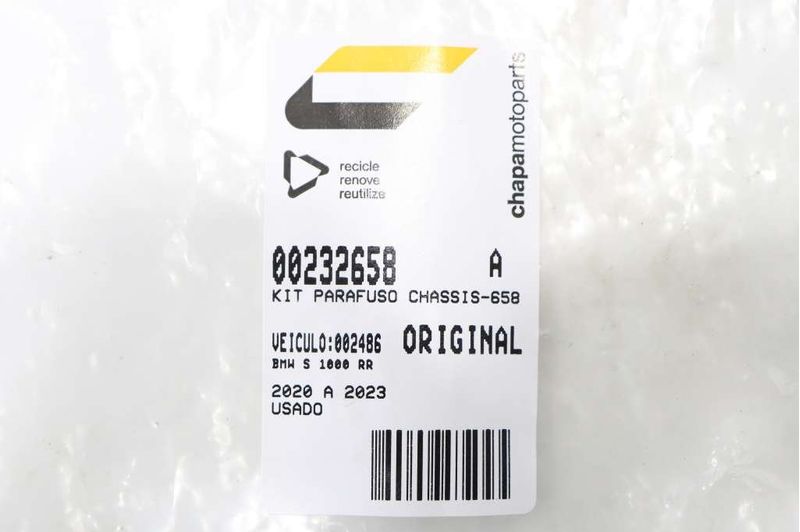 chapamotoparts
recicle
renove
reutilize
00232658 A
KIT PARAFUSO CHASSIS-658
VEICULO:002486 ORIGINAL
BMW S 1000 RR
2020 A 2023
USADO